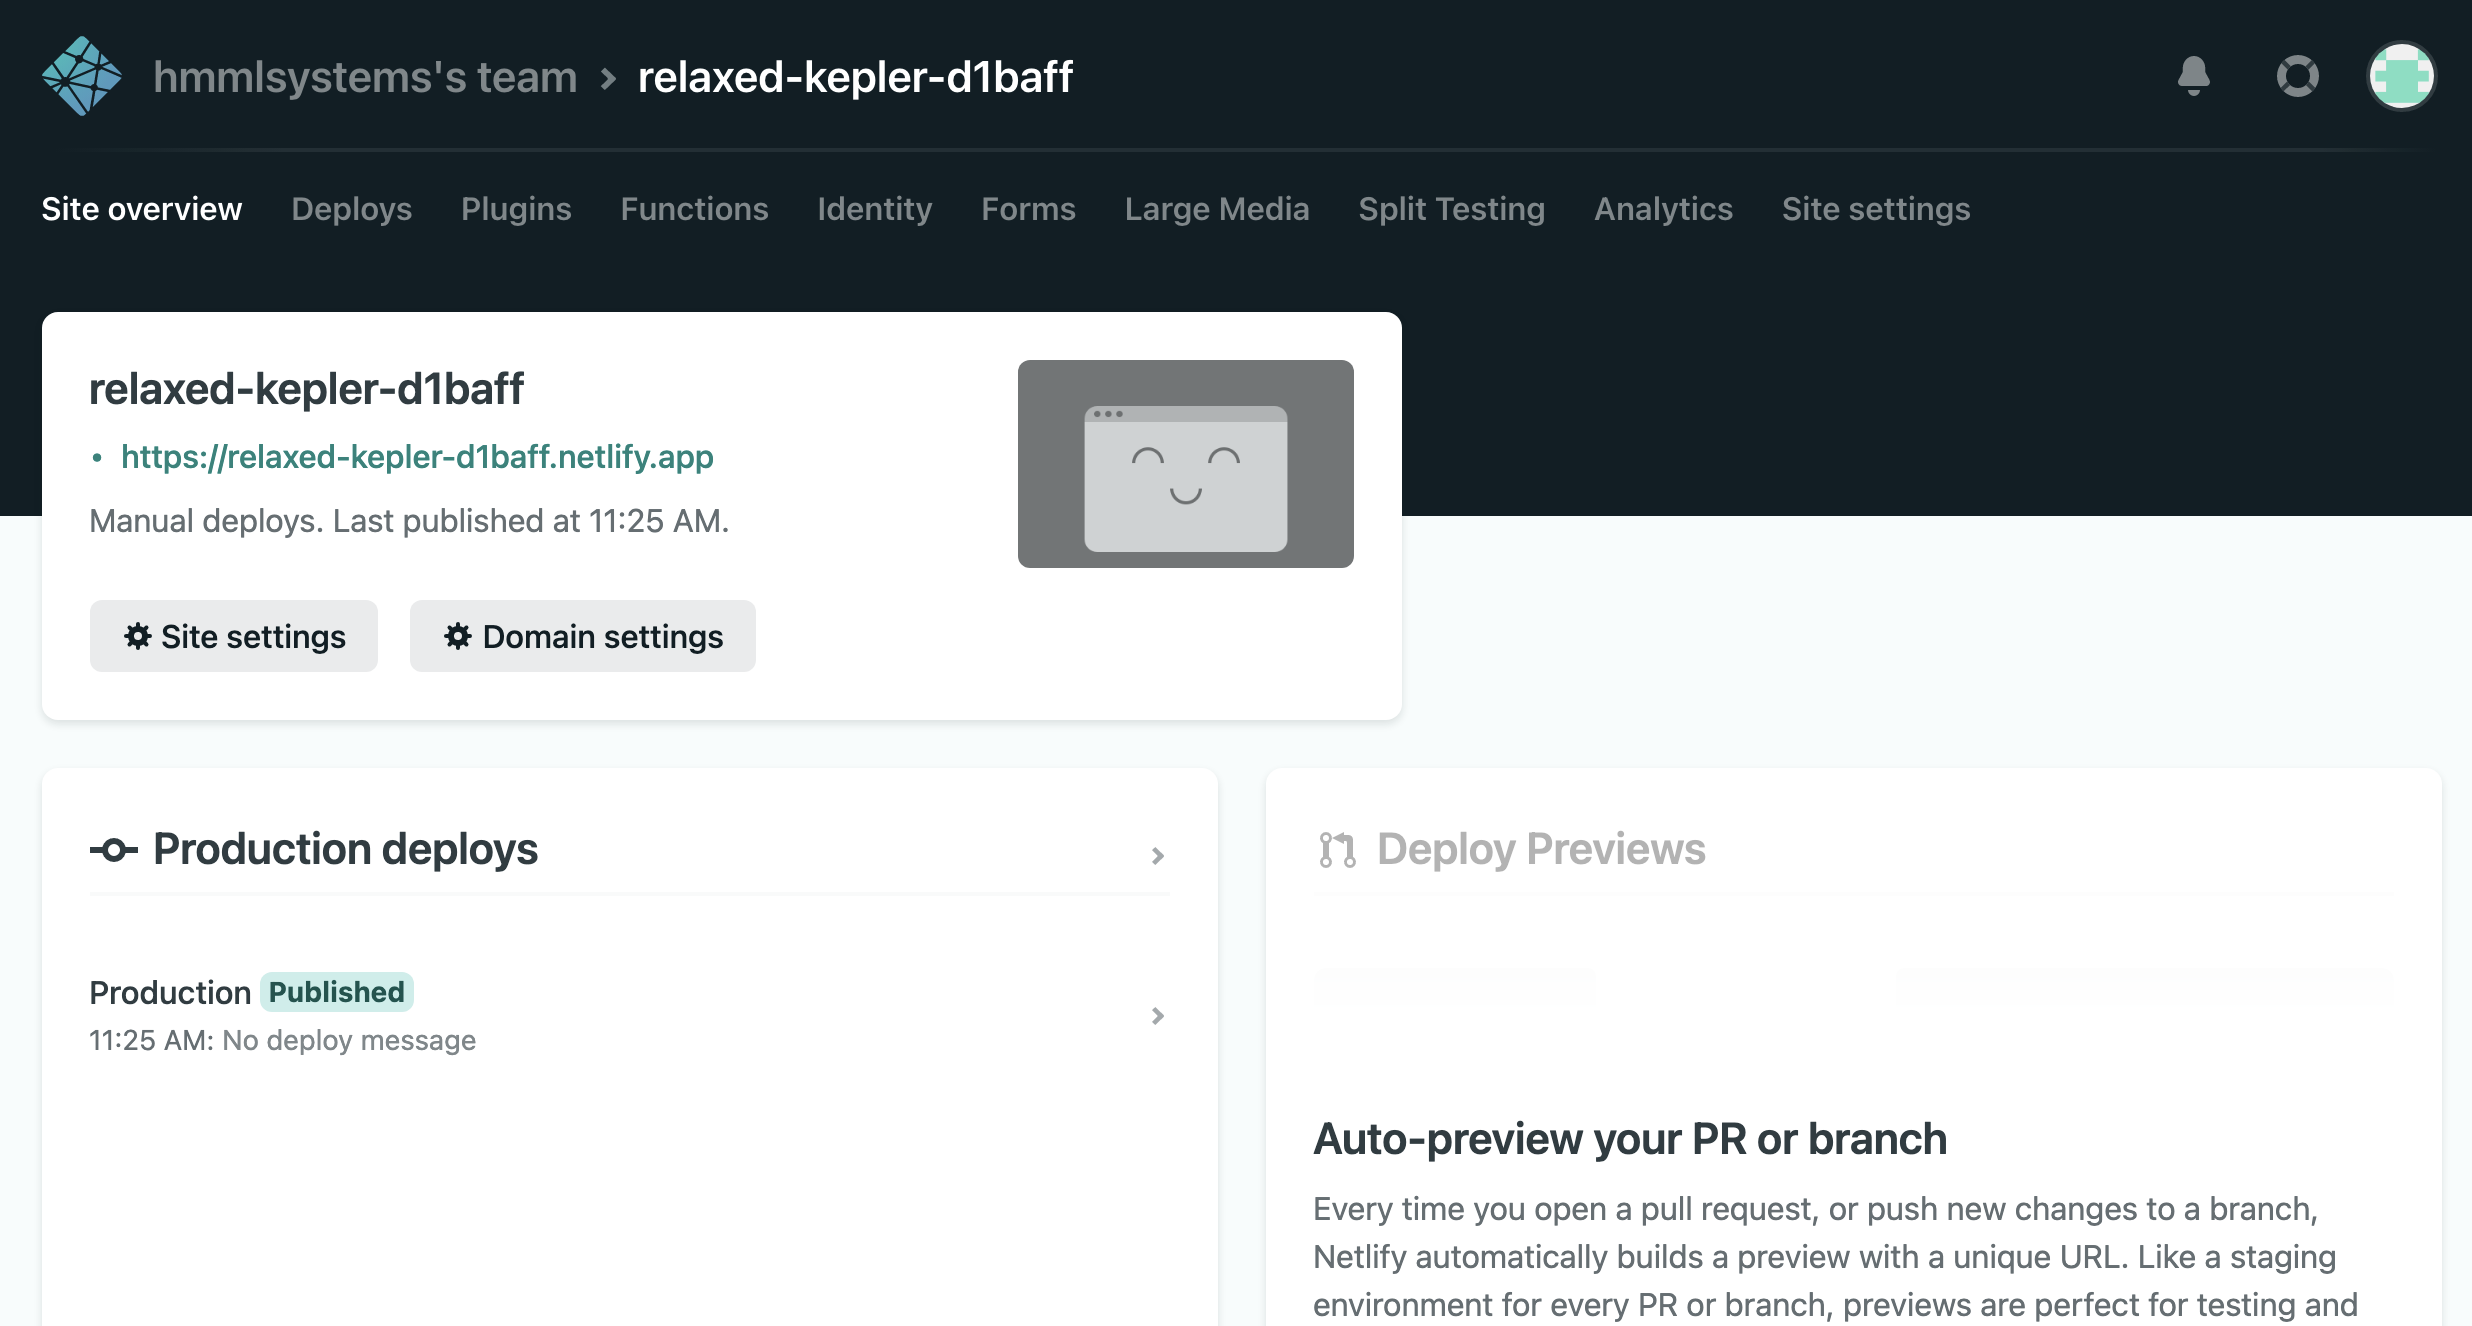 hmmlsystems's team > relaxed-kepler-d1baff
Site overview Deploys Plugins Functions Identity Forms Large Media Split Testing Analytics Site settings
relaxed-kepler-d1baff
• https://relaxed-kepler-d1baff.netlify.app
Manual deploys. Last published at 11:25 AM.
Site settings Domain settings
Production deploys
Production Published
11:25 AM: No deploy message
Deploy Previews
Auto-preview your PR or branch
Every time you open a pull request, or push new changes to a branch,
Netlify automatically builds a preview with a unique URL. Like a staging
environment for every PR or branch, previews are perfect for testing and